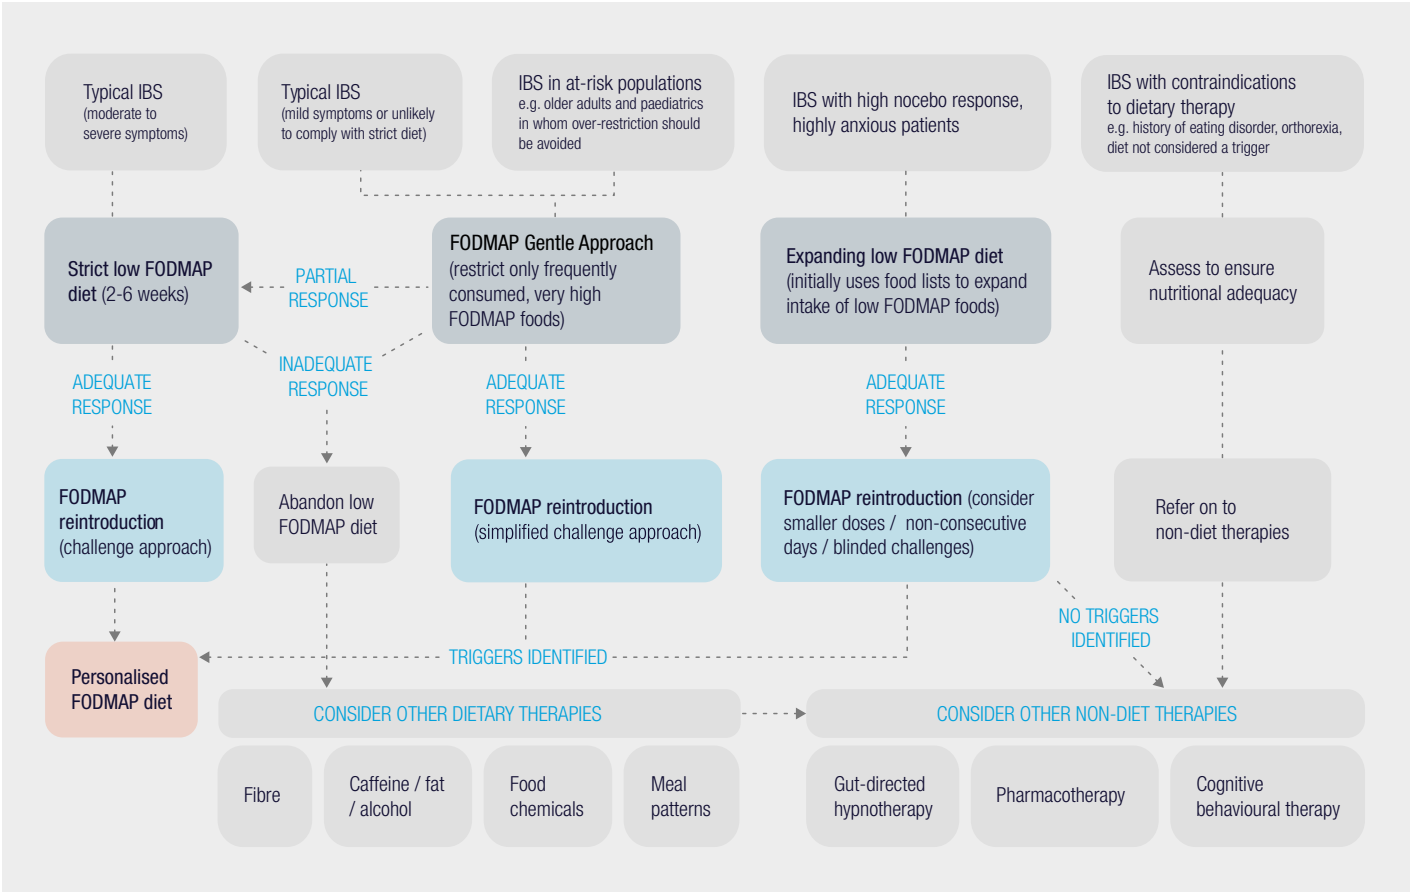 Typical IBS
(moderate to
severe symptoms)
Typical IBS
(mild symptoms or unlikely
to comply with strict diet)
IBS in at-risk populations
e.g. older adults and paediatrics
in whom over-restriction should
be avoided
IBS with high nocebo response,
highly anxious patients
IBS with contraindications
to dietary therapy
e.g. history of eating disorder, orthorexia,
diet not considered a trigger
Strict low FODMAP
diet (2-6 weeks)
PARTIAL
RESPONSE
FODMAP Gentle Approach
(restrict only frequently
consumed, very high
FODMAP foods)
Expanding low FODMAP diet
(initially uses food lists to expand
intake of low FODMAP foods)
Assess to ensure
nutritional adequacy
ADEQUATE
RESPONSE
INADEQUATE
RESPONSE
ADEQUATE
RESPONSE
ADEQUATE
RESPONSE
FODMAP
reintroduction
(challenge approach)
Abandon low
FODMAP diet
FODMAP reintroduction
(simplified challenge approach)
FODMAP reintroduction (consider
smaller doses / non-consecutive
days / blinded challenges)
Refer on to
non-diet therapies
NO TRIGGERS
IDENTIFIED
TRIGGERS IDENTIFIED
Personalised
FODMAP diet
CONSIDER OTHER DIETARY THERAPIES
CONSIDER OTHER NON-DIET THERAPIES
Fibre
Caffeine / fat
/ alcohol
Food
chemicals
Meal
patterns
Gut-directed
hypnotherapy
Pharmacotherapy
Cognitive
behavioural therapy